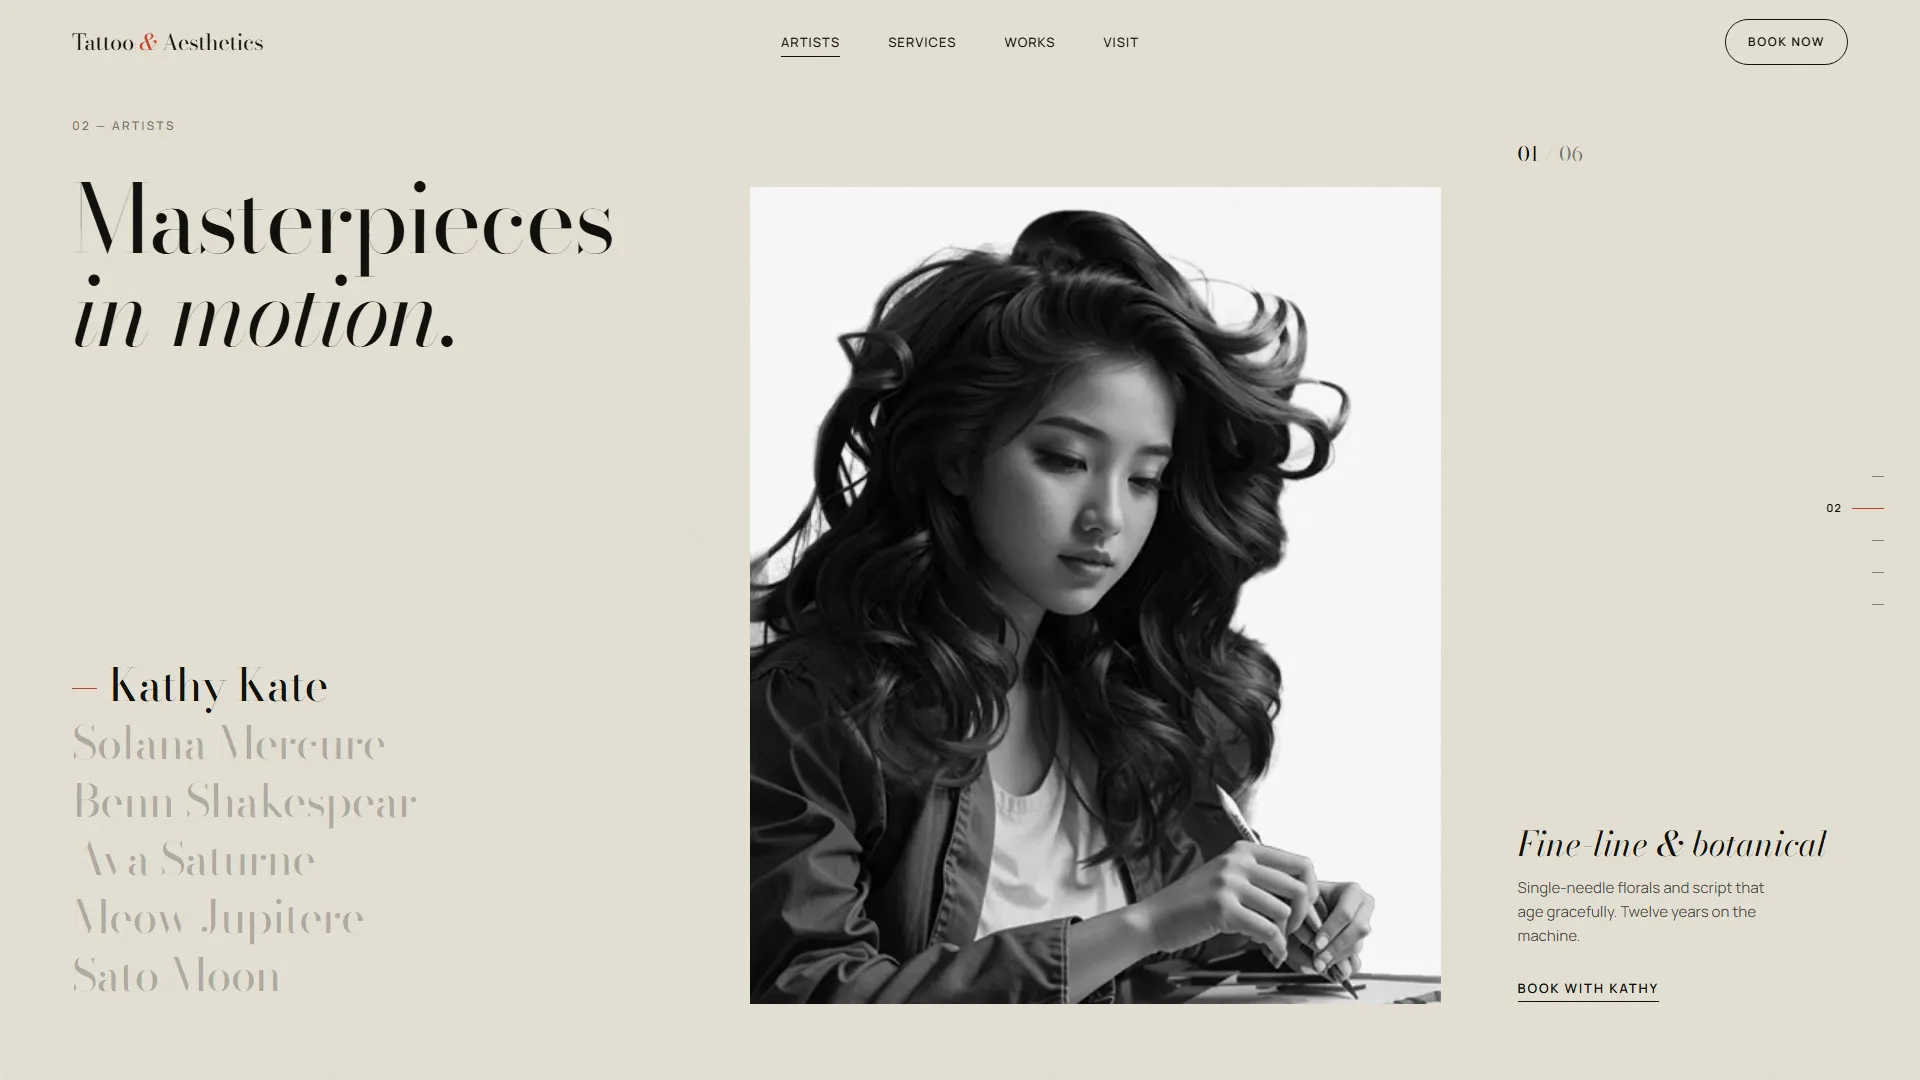 Tattoo & Aesthetics
ARTISTS
SERVICES
WORKS
VISIT
BOOK NOW
02 — ARTISTS
Masterpieces
in motion.
01 / 06
02
Kathy Kate
Solana Mercure
Benn Shakespear
Ava Saturne
Meow Jupitere
Sato Moon
Fine-line & botanical
Single-needle florals and script that
age gracefully. Twelve years on the
machine.
BOOK WITH KATHY